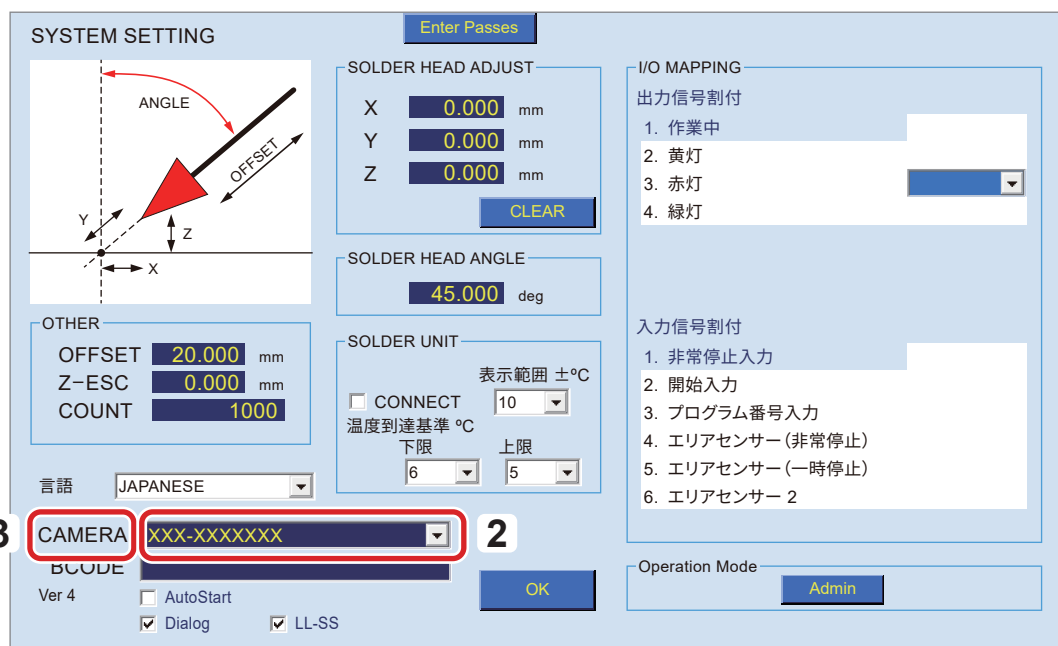 SYSTEM SETTING
Enter Passes
ANGLE
OFFSET
Y
Z
X
SOLDER HEAD ADJUST
X 0.000 mm
Y 0.000 mm
Z 0.000 mm
CLEAR
SOLDER HEAD ANGLE
45.000 deg
OTHER
OFFSET 20.000 mm
Z-ESC 0.000 mm
COUNT 1000
SOLDER UNIT
表示範囲 ±ºC
CONNECT 10
温度到達基準 ºC
下限 上限
6 5
言語 JAPANESE
3 CAMERA XXX-XXXXXXX 2
BCODE
Ver 4 AutoStart
Dialog LL-SS
OK
I/O MAPPING
出力信号割付
1. 作業中
2. 黄灯
3. 赤灯
4. 緑灯
入力信号割付
1. 非常停止入力
2. 開始入力
3. プログラム番号入力
4. エリアセンサー（非常停止）
5. エリアセンサー（一時停止）
6. エリアセンサー 2
Operation Mode
Admin